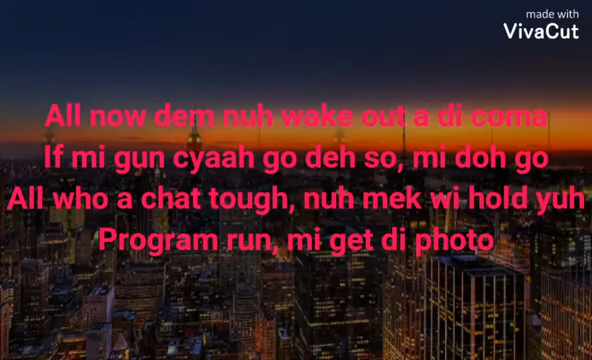 made with
VivaCut
All now dem nuh wake out a di coma
If mi gun cyaah go deh so, mi doh go
All who a chat tough, nuh mek wi hold yuh
Program run, mi get di photo